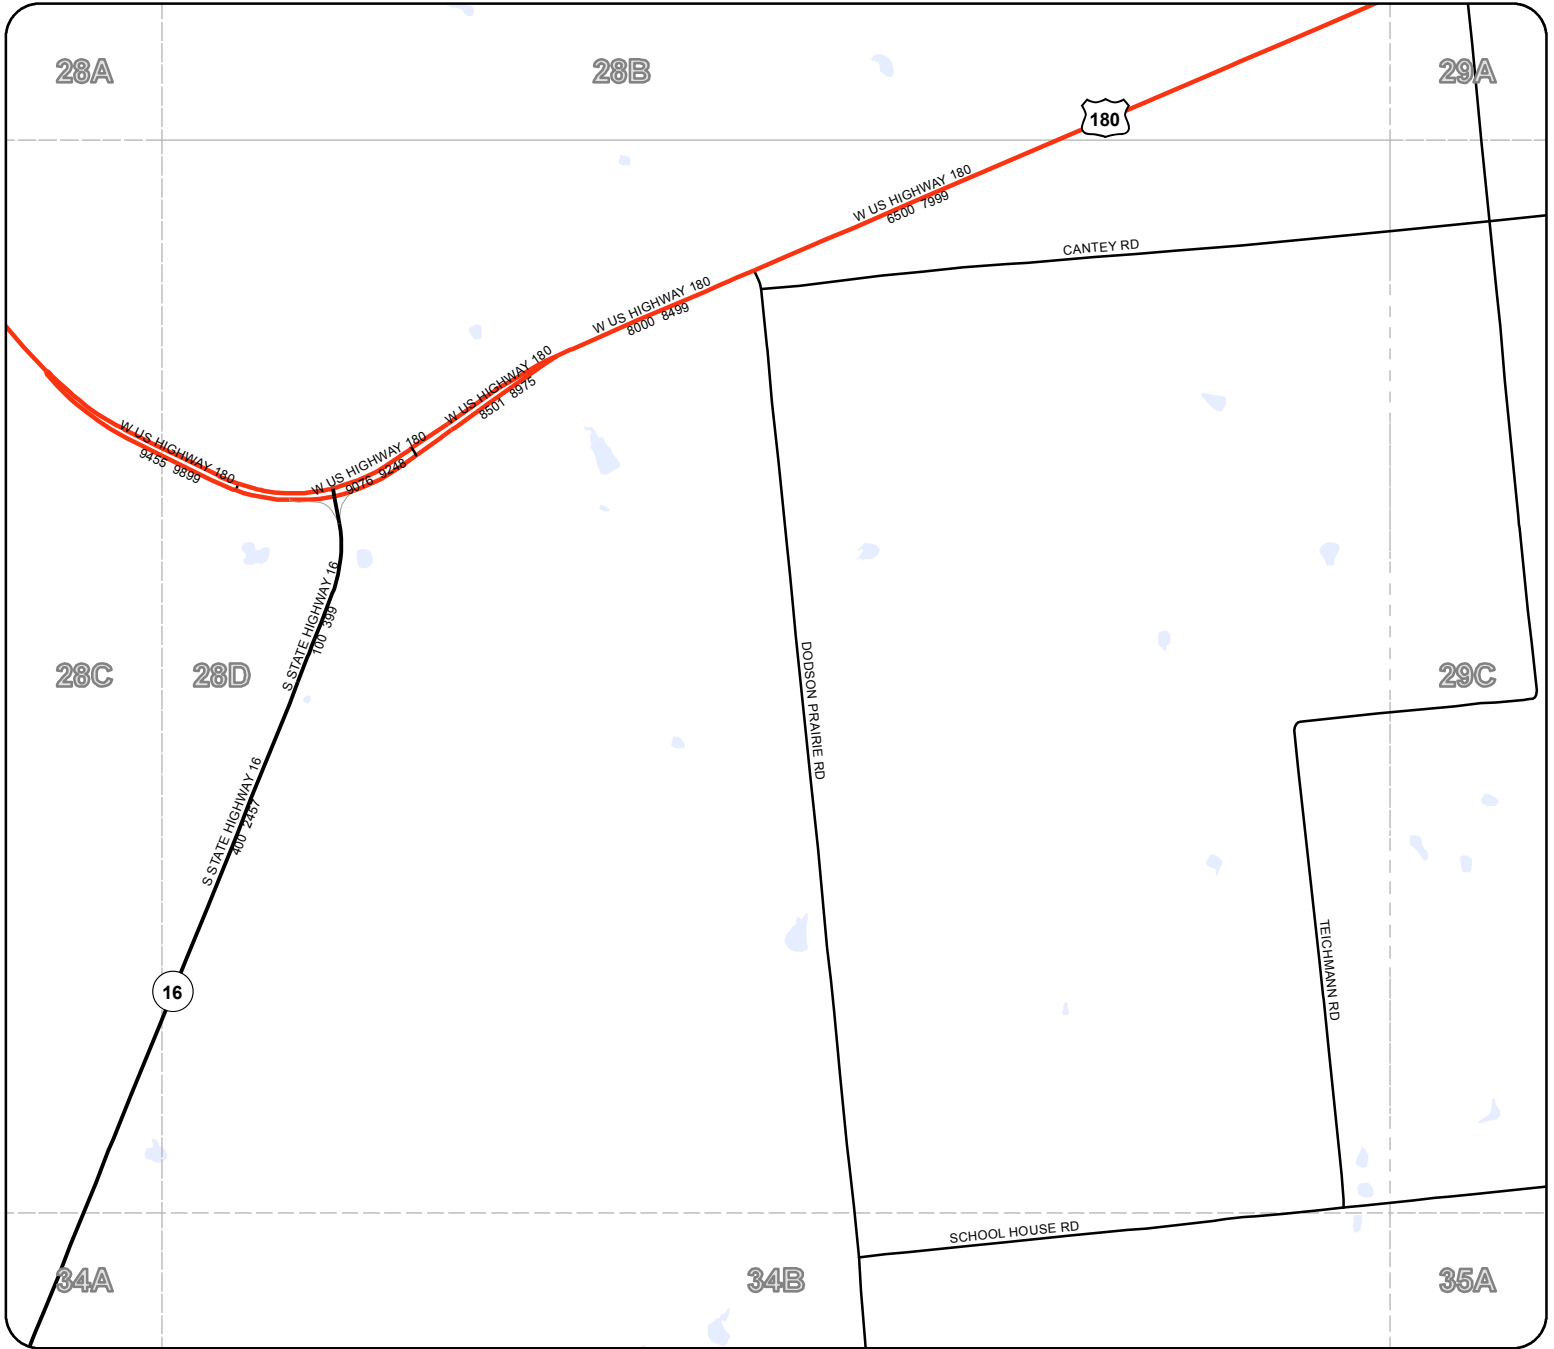 28A
28B
29A
180
W US HIGHWAY 180
6500 7999
CANTEY RD
W US HIGHWAY 180
8000 8499
W US HIGHWAY 180
8501 8975
W US HIGHWAY 180
9455 9899
W US HIGHWAY 180
9076 9248
S STATE HIGHWAY 16
100 399
28C
28D
29C
DODSON PRAIRIE RD
S STATE HIGHWAY 16
400 2457
TEICHMANN RD
16
SCHOOL HOUSE RD
34A
34B
35A